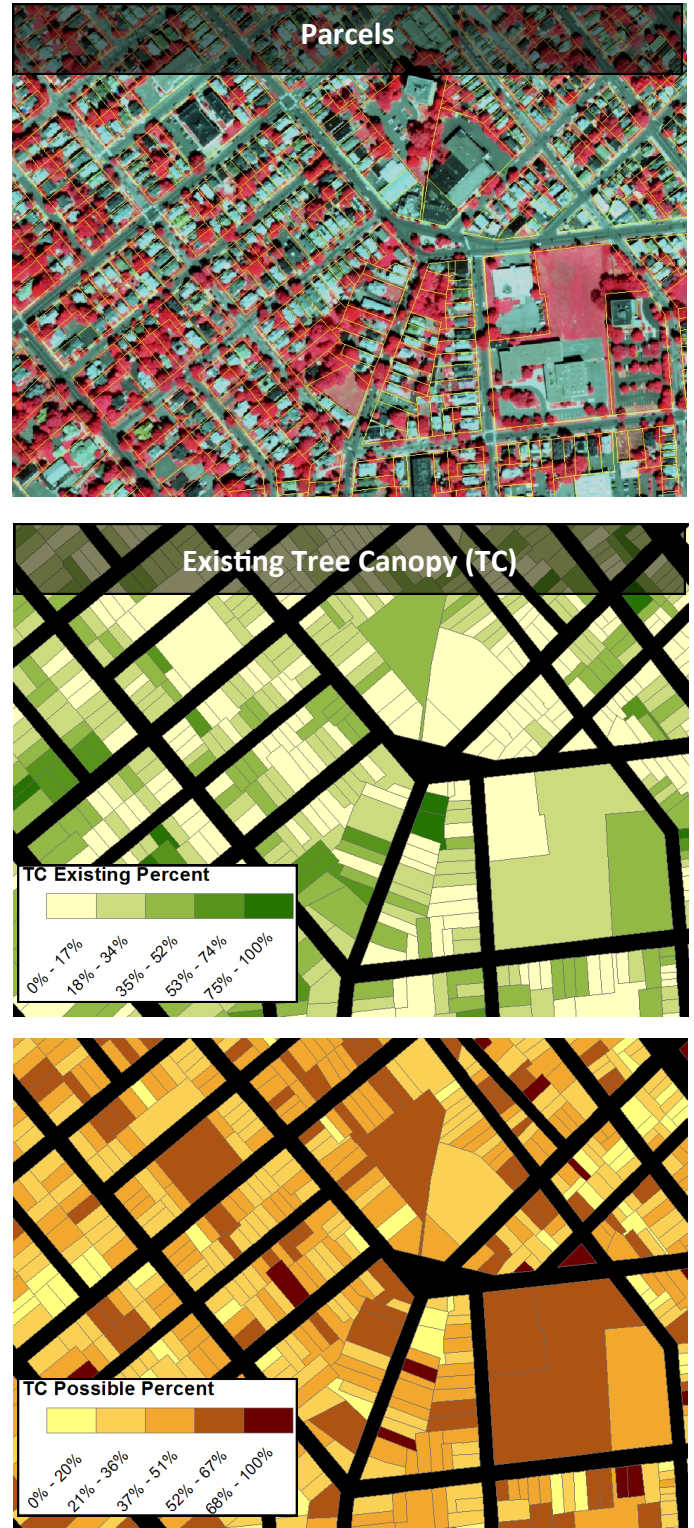 Parcels
Existing Tree Canopy (TC)
TC Existing Percent
0% - 17%
18% - 34%
35% - 52%
53% - 74%
75% - 100%
TC Possible Percent
0% - 20%
21% - 36%
37% - 51%
52% - 67%
68% - 100%